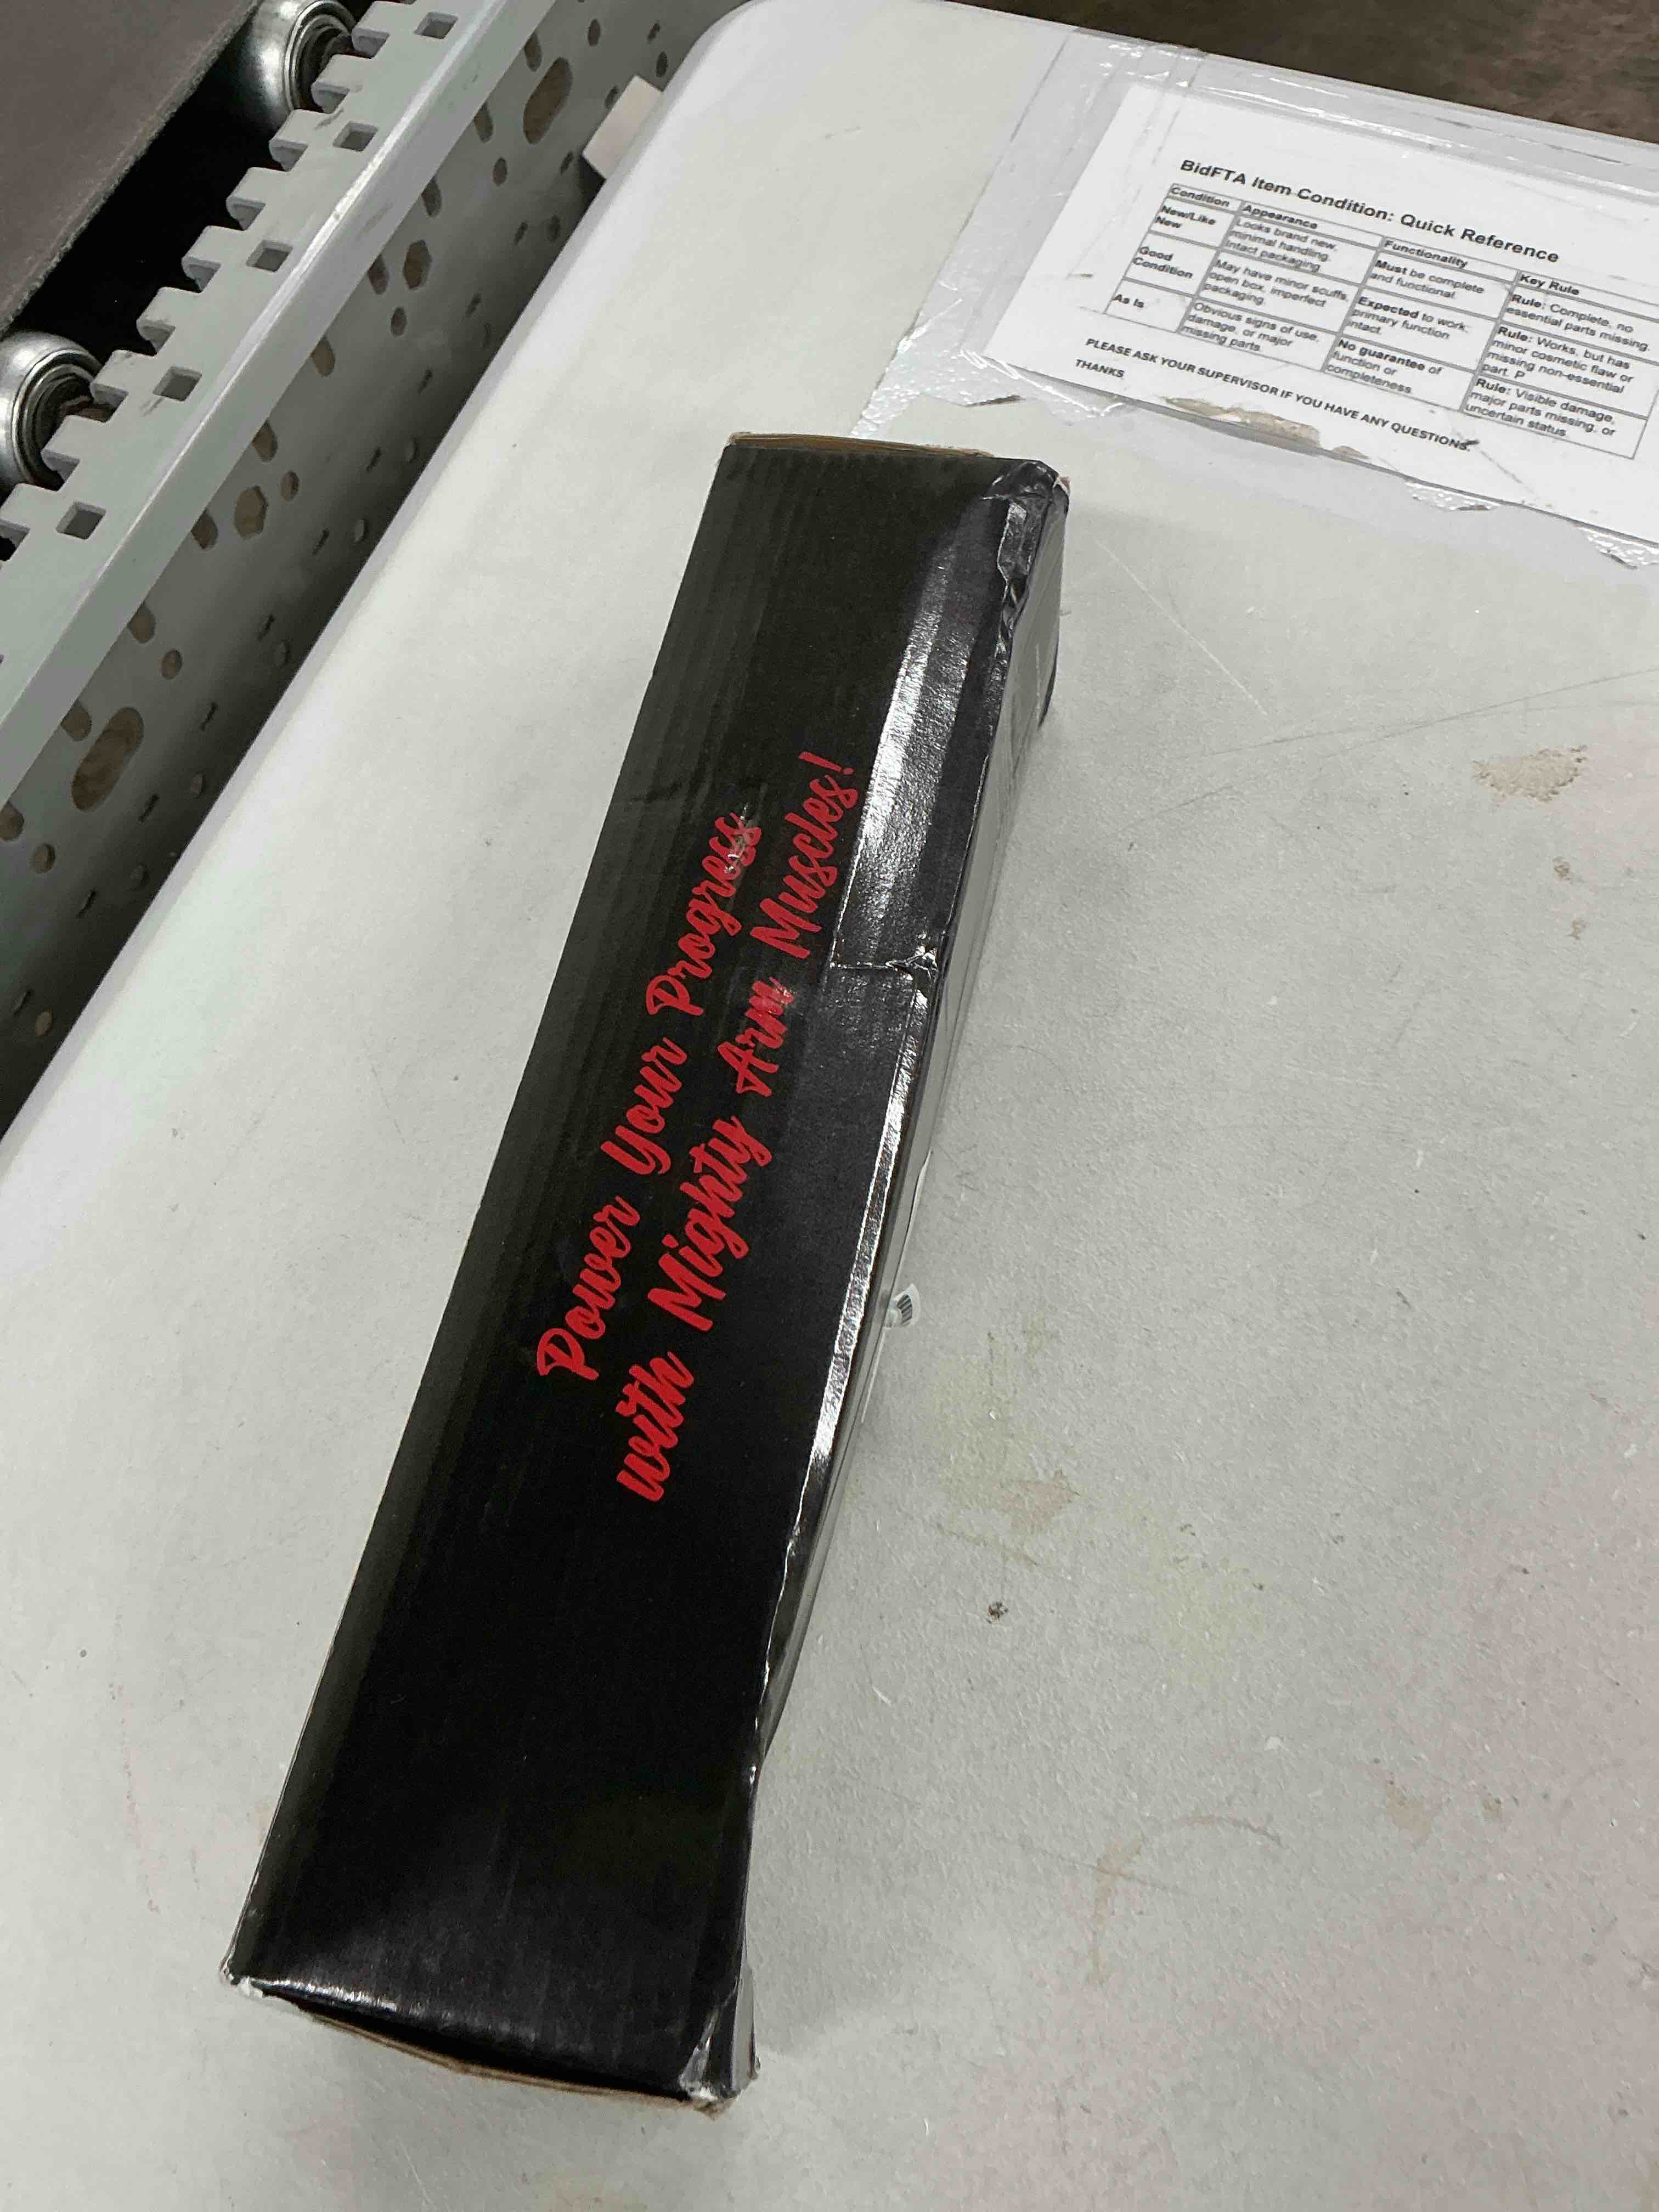 BidFTA Item Condition: Quick Reference
Condition Appearance Functionality Key Rule
New/Like New Looks brand new, minimal handling. Intact packaging Must be complete and functional. Rule: Complete, no essential parts missing.
Good Condition May have minor scuffs, open box, imperfect packaging. Expected to work; primary function intact. Rule: Works, but has minor cosmetic flaw or missing non-essential part. P
As Is Obvious signs of use, damage, or major missing parts. No guarantee of function or completeness. Rule: Visible damage, major parts missing, or uncertain status.
PLEASE ASK YOUR SUPERVISOR IF YOU HAVE ANY QUESTIONS.
THANKS
Power Your Progress
with Mighty Arm Muscles!